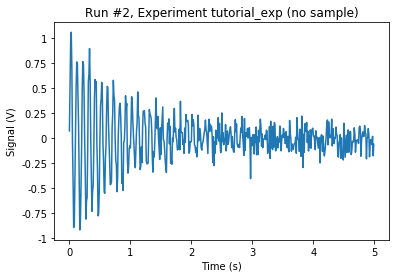 Run #2, Experiment tutorial_exp (no sample)
Signal (V)
1
0.75
0.5
0.25
0
-0.25
-0.5
-0.75
-1
0 1 2 3 4 5
Time (s)